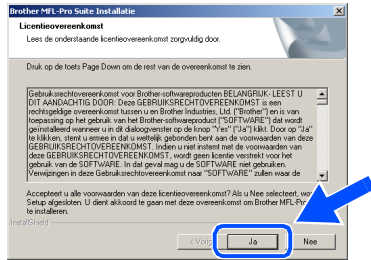 Brother MFL-Pro Suite Installatie
Licentieovereenkomst
Lees de onderstaande licentieovereenkomst zorgvuldig door.
Druk op de toets Page Down om de rest van de overeenkomst te zien.
Gebruiksrechtovereenkomst voor Brother-softwareproducten BELANGRIJK- LEEST U
DIT AANDACHTIG DOOR: Deze GEBRUIKSRECHTOVEREENKOMST is een
rechtsgeldige overeenkomst tussen u en Brother Industries, Ltd. ("Brother") en is van
toepassing op het gebruik van het Brother-softwareproduct ("SOFTWARE") dat wordt
geïnstalleerd wanneer u in dit dialoogvenster op de knop "Yes" ("Ja") klikt. Door op "Ja"
te klikken, stemt u ermee in dat u wettelijk gebonden bent aan de voorwaarden van deze
GEBRUIKSRECHTOVEREENKOMST. Indien u niet instemt met de voorwaarden van
deze GEBRUIKSRECHTOVEREENKOMST, wordt geen licentie verstrekt voor het
gebruik van de SOFTWARE. In dat geval mag u de SOFTWARE niet gebruiken.
Verwijzingen in deze Gebruiksrechtovereenkomst naar "SOFTWARE" zullen waar de
Accepteert u alle voorwaarden van deze licentieovereenkomst? Als u Nee selecteert, wo
Setup afgesloten. U dient akkoord te gaan met deze overeenkomst om Brother MFL-Pr
te installeren.
InstallShield
< Vorig
Ja
Nee